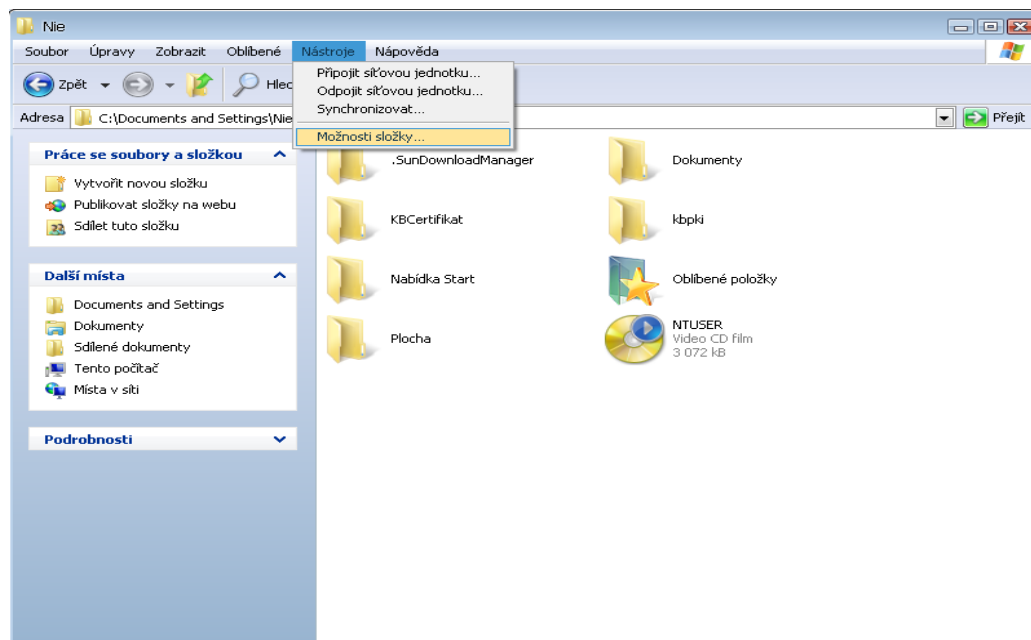 Nie
Soubor Úpravy Zobrazit Oblíbené Nástroje Nápověda
Zpět Hlec
Připojit síťovou jednotku...
Odpojit síťovou jednotku...
Synchronizovat...
Možnosti složky...
Adresa C:\Documents and Settings\Nie Přejít
Práce se soubory a složkou
Vytvořit novou složku
Publikovat složky na webu
Sdílet tuto složku
Další místa
Documents and Settings
Dokumenty
Sdílené dokumenty
Tento počítač
Místa v síti
Podrobnosti
.SunDownloadManager
Dokumenty
KBCertifikat
kbpki
Nabídka Start
Oblíbené položky
Plocha
NTUSER
Video CD film
3 072 kB